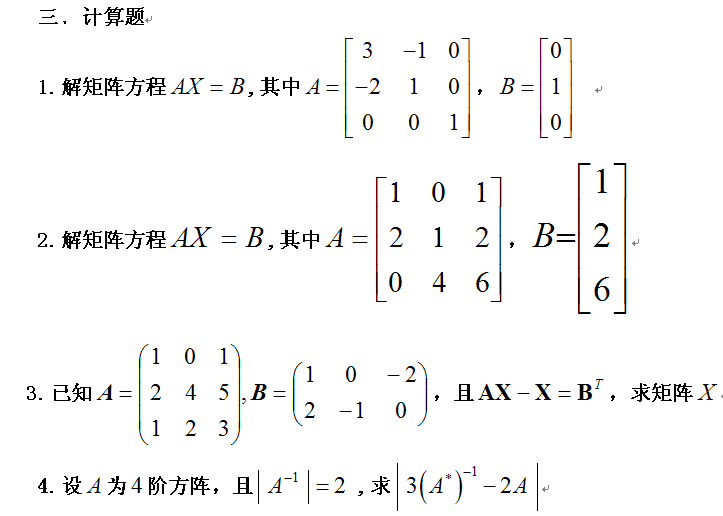 三．计算题
1. 解矩阵方程 AX = B, 其中 A = [3 −1 0; −2 1 0; 0 0 1], B = [0; 1; 0]
2. 解矩阵方程 AX = B, 其中 A = [1 0 1; 2 1 2; 0 4 6], B = [1; 2; 6]
3. 已知 A = (1 0 1; 2 4 5; 1 2 3), B = (1 0 −2; 2 −1 0), 且 AX − X = B^T, 求矩阵 X
4. 设 A 为 4 阶方阵, 且 |A^{-1}| = 2, 求 |3(A^*)^{-1} − 2A|